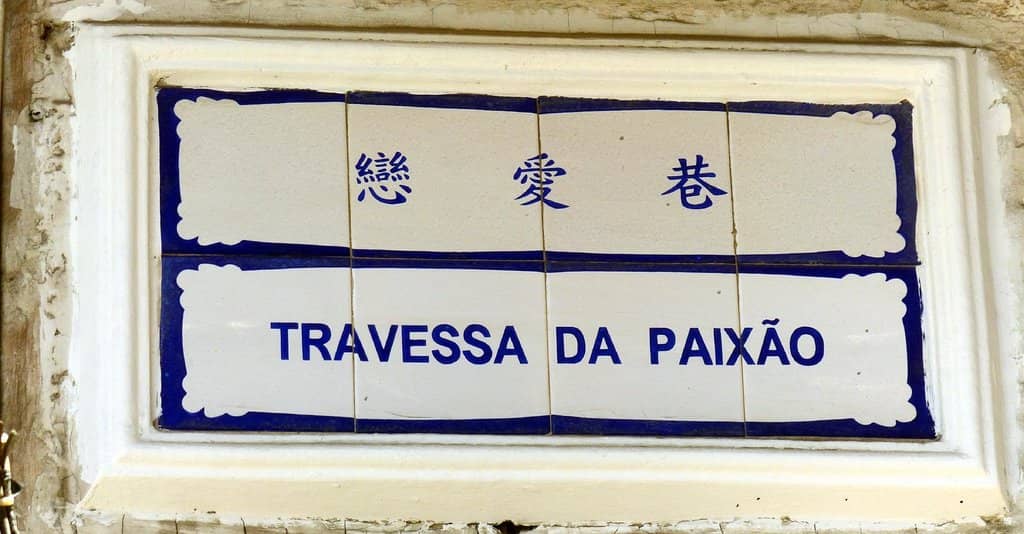 戀愛巷
TRAVESSA DA PAIXÃO